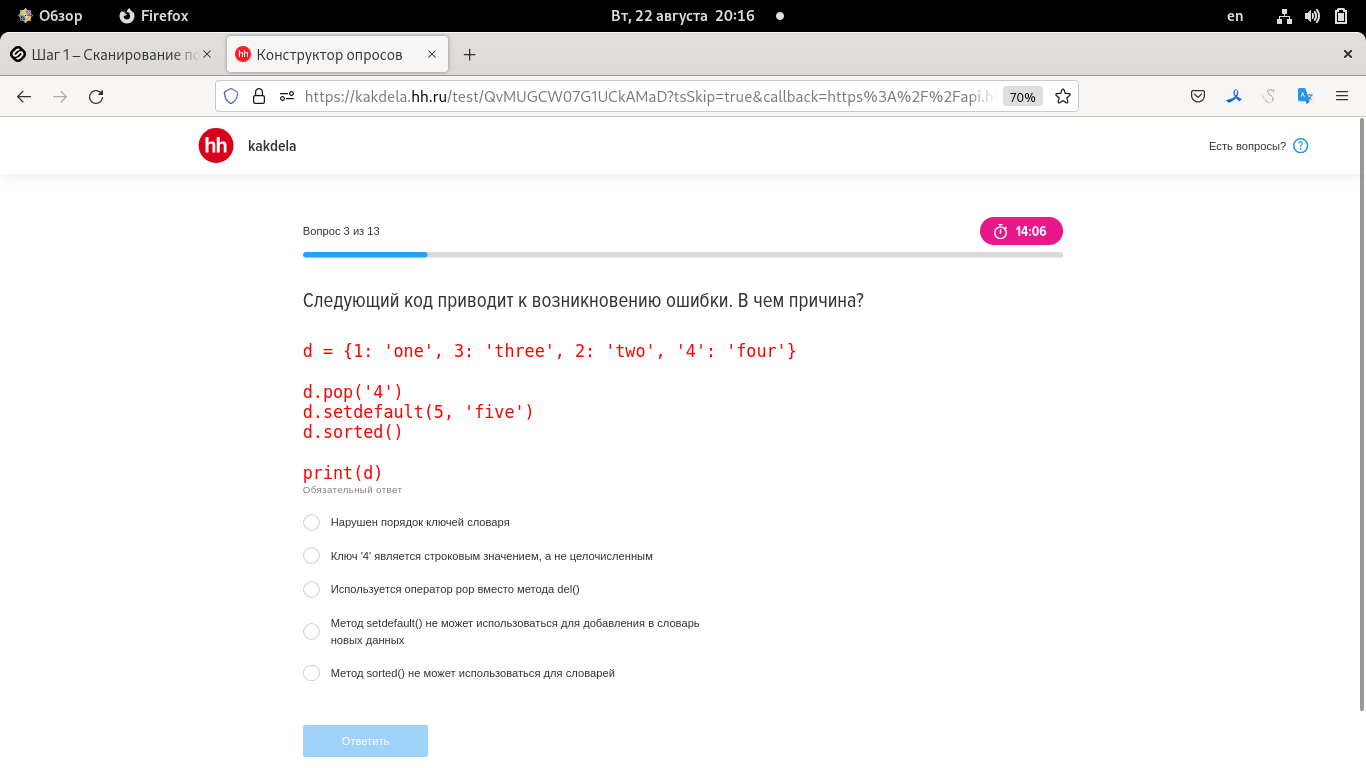 Обзор
Firefox
Вт, 22 августа 20:16
en
Шаг 1 – Сканирование по
Конструктор опросов
https://kakdela.hh.ru/test/QvMUGCW07G1UCkAMaD?tsSkip=true&callback=https%3A%2F%2Fapi.h
70%
hh
kakdela
Есть вопросы?
Вопрос 3 из 13
14:06
Следующий код приводит к возникновению ошибки. В чем причина?
d = {1: 'one', 3: 'three', 2: 'two', '4': 'four'}
d.pop('4')
d.setdefault(5, 'five')
d.sorted()
print(d)
Обязательный ответ
Нарушен порядок ключей словаря
Ключ '4' является строковым значением, а не целочисленным
Используется оператор pop вместо метода del()
Метод setdefault() не может использоваться для добавления в словарь
новых данных
Метод sorted() не может использоваться для словарей
Ответить